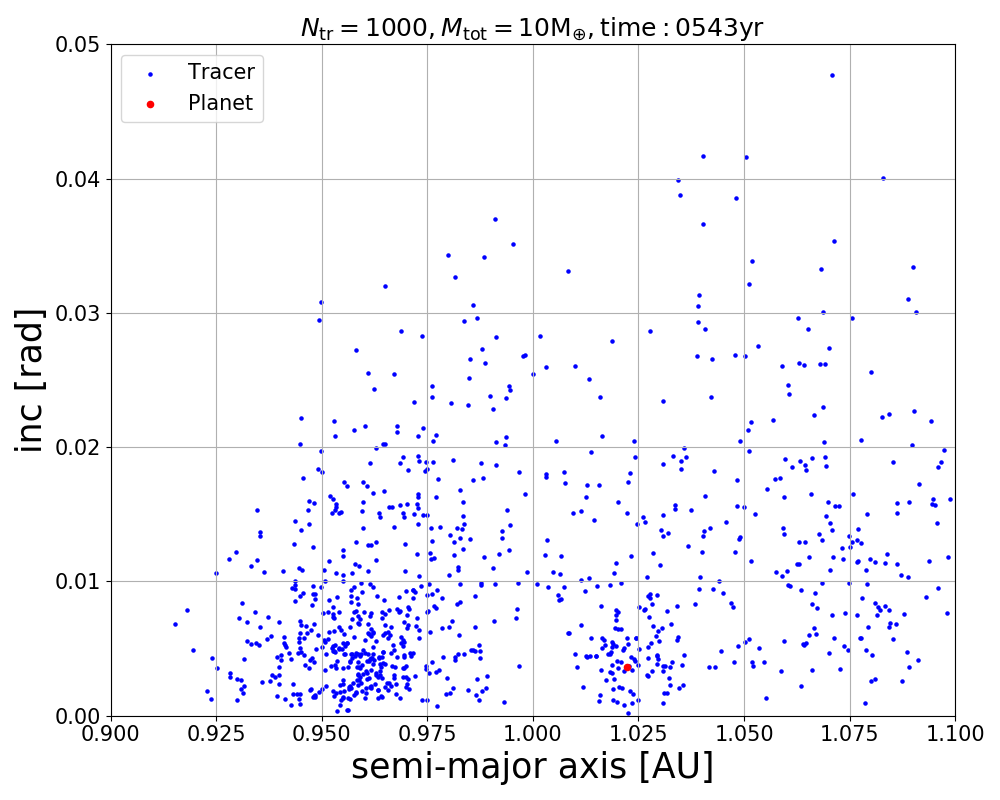 N_tr = 1000, M_tot = 10M_⊕, time : 0543yr
0.05
Tracer
Planet
0.04
0.03
inc [rad]
0.02
0.01
0.00
0.900 0.925 0.950 0.975 1.000 1.025 1.050 1.075 1.100
semi-major axis [AU]